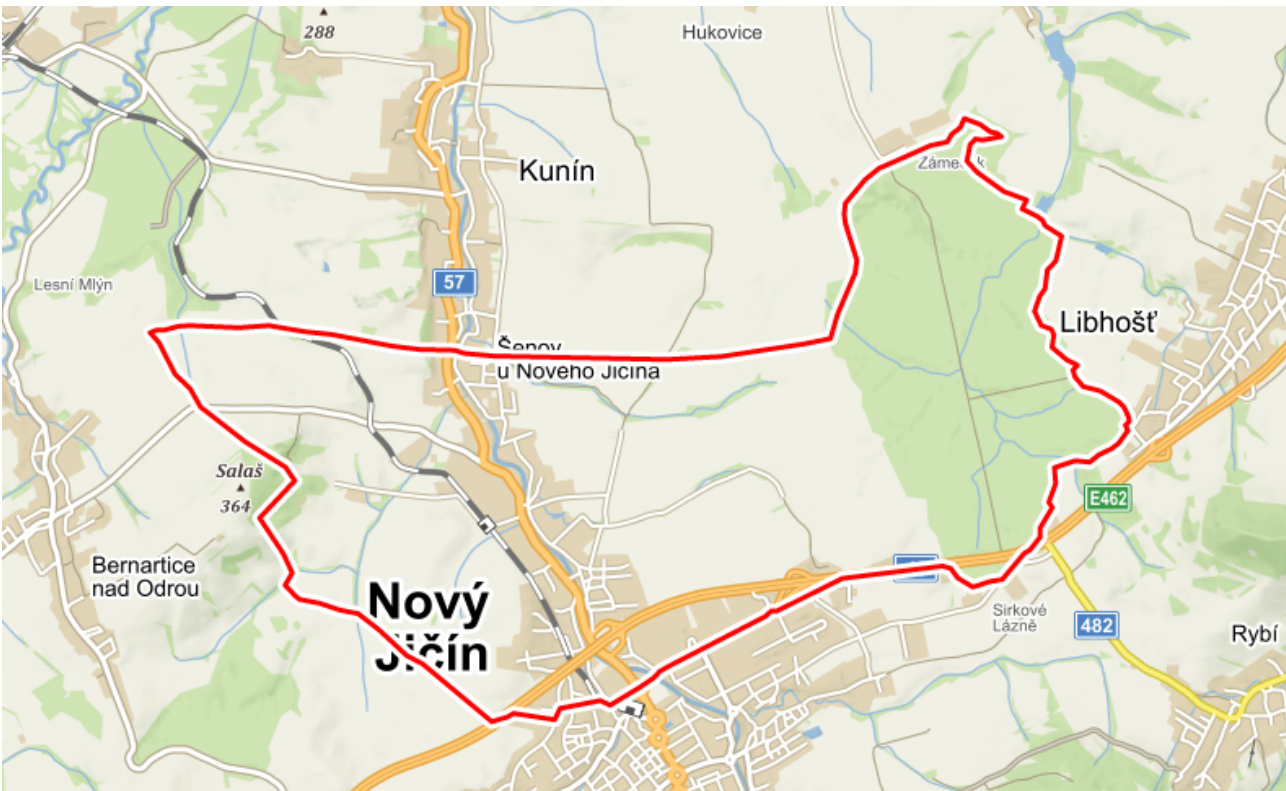 288
Hukovice
Kunín
57
Lesní Mlýn
Libhošť
Šenov
u Nového Jičína
Salaš
364
E462
Bernartice
nad Odrou
Nový
Jičín
Sirkové
Lázně
482
Rybí